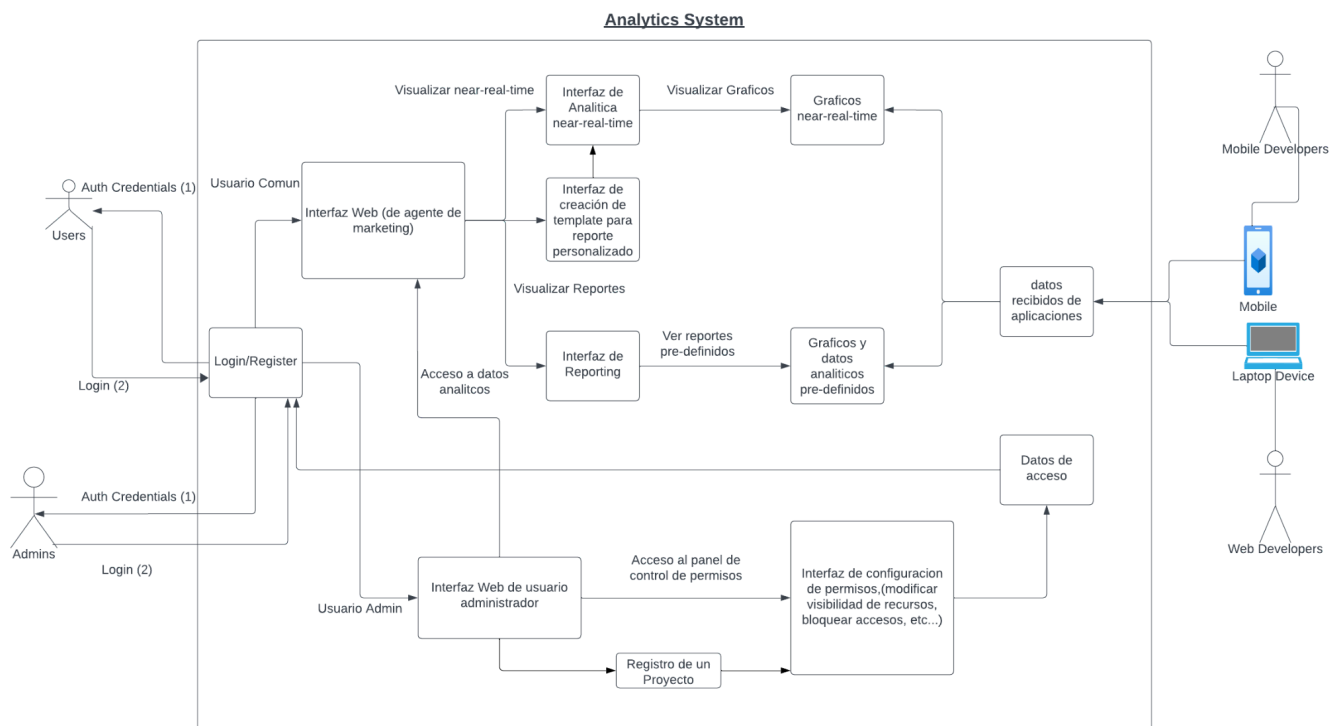 Analytics System
Visualizar near-real-time
Interfaz de
Analitica
near-real-time
Visualizar Graficos
Graficos
near-real-time
Mobile Developers
Auth Credentials (1)
Usuario Comun
Users
Interfaz Web (de agente de
marketing)
Interfaz de
creación de
template para
reporte
personalizado
Visualizar Reportes
datos
recibidos de
aplicaciones
Mobile
Login/Register
Login (2)
Acceso a datos
analitcos
Interfaz de
Reporting
Ver reportes
pre-definidos
Graficos y
datos
analiticos
pre-definidos
Laptop Device
Datos de
acceso
Auth Credentials (1)
Admins
Login (2)
Web Developers
Usuario Admin
Interfaz Web de usuario
administrador
Acceso al panel de
control de permisos
Interfaz de configuracion
de permisos,(modificar
visibilidad de recursos,
bloquear accesos, etc...)
Registro de un
Proyecto